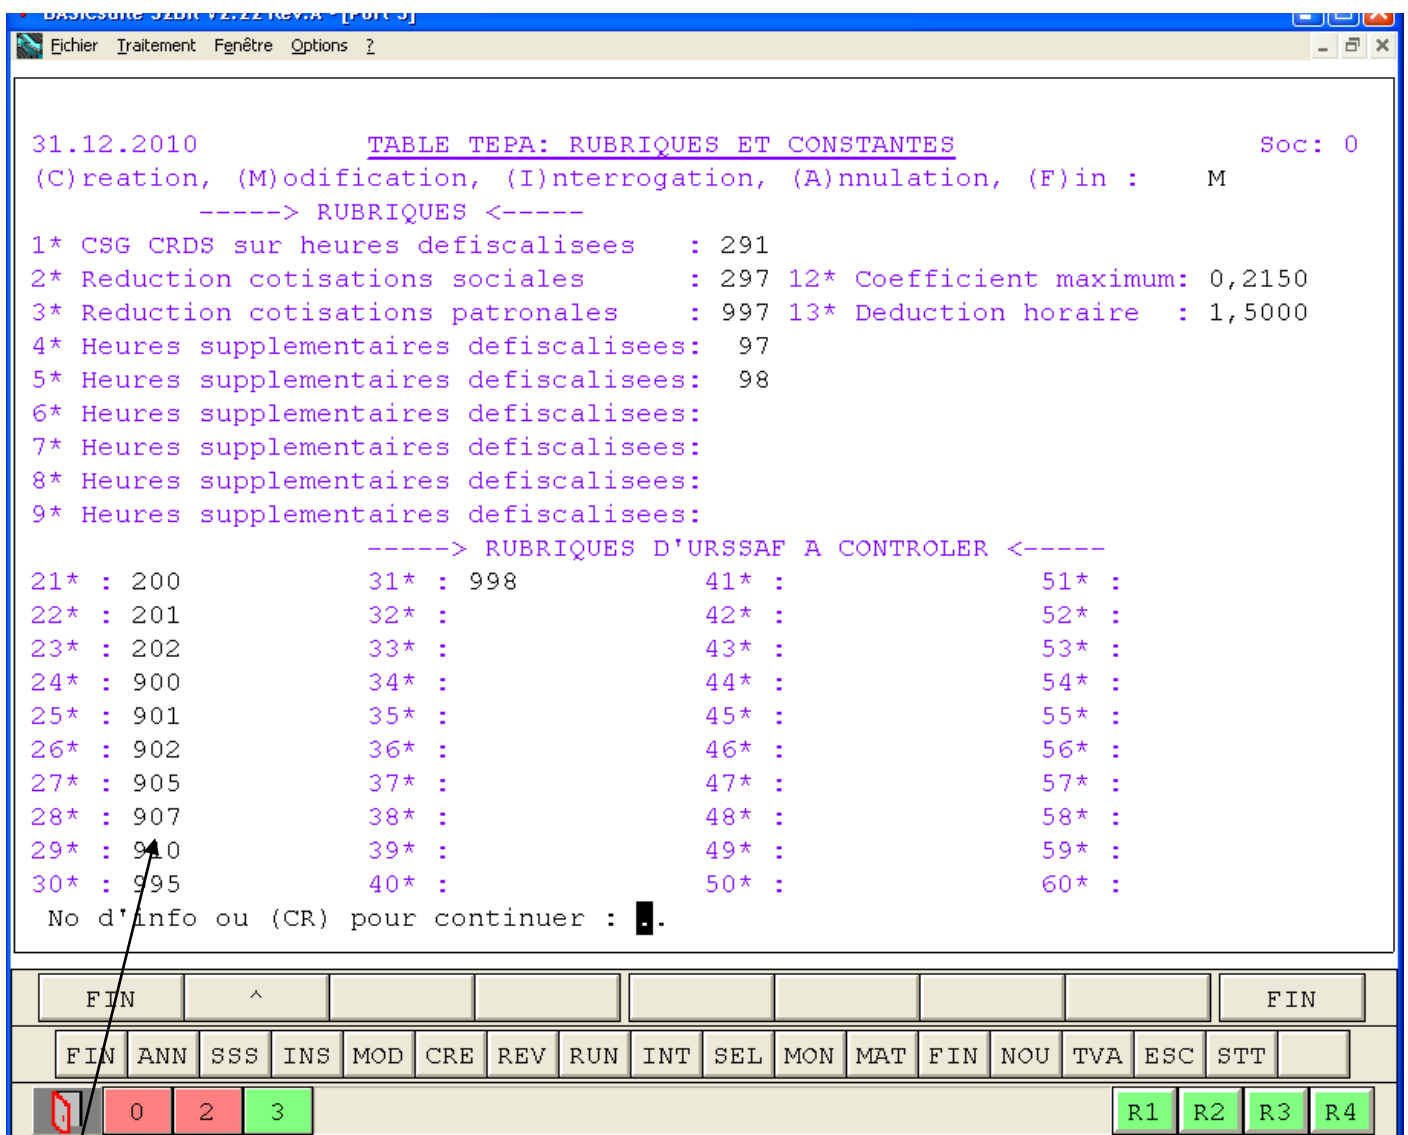 BASICsuite 32Bit V2.22 Rev.A - [Port 3]
Fichier Traitement Fenêtre Options ?
31.12.2010 TABLE TEPA: RUBRIQUES ET CONSTANTES Soc: 0
(C)reation, (M)odification, (I)nterrogation, (A)nnulation, (F)in : M
-----> RUBRIQUES <-----
1* CSG CRDS sur heures defiscalisees : 291
2* Reduction cotisations sociales : 297 12* Coefficient maximum: 0,2150
3* Reduction cotisations patronales : 997 13* Deduction horaire : 1,5000
4* Heures supplementaires defiscalisees: 97
5* Heures supplementaires defiscalisees: 98
6* Heures supplementaires defiscalisees:
7* Heures supplementaires defiscalisees:
8* Heures supplementaires defiscalisees:
9* Heures supplementaires defiscalisees:
-----> RUBRIQUES D'URSSAF A CONTROLER <-----
21* : 200 31* : 998 41* : 51* :
22* : 201 32* : 42* : 52* :
23* : 202 33* : 43* : 53* :
24* : 900 34* : 44* : 54* :
25* : 901 35* : 45* : 55* :
26* : 902 36* : 46* : 56* :
27* : 905 37* : 47* : 57* :
28* : 907 38* : 48* : 58* :
29* : 910 39* : 49* : 59* :
30* : 995 40* : 50* : 60* :
No d'info ou (CR) pour continuer : ..
FIN ^ FIN
FIN ANN SSS INS MOD CRE REV RUN INT SEL MON MAT FIN NOU TVA ESC STT
0 2 3 R1 R2 R3 R4